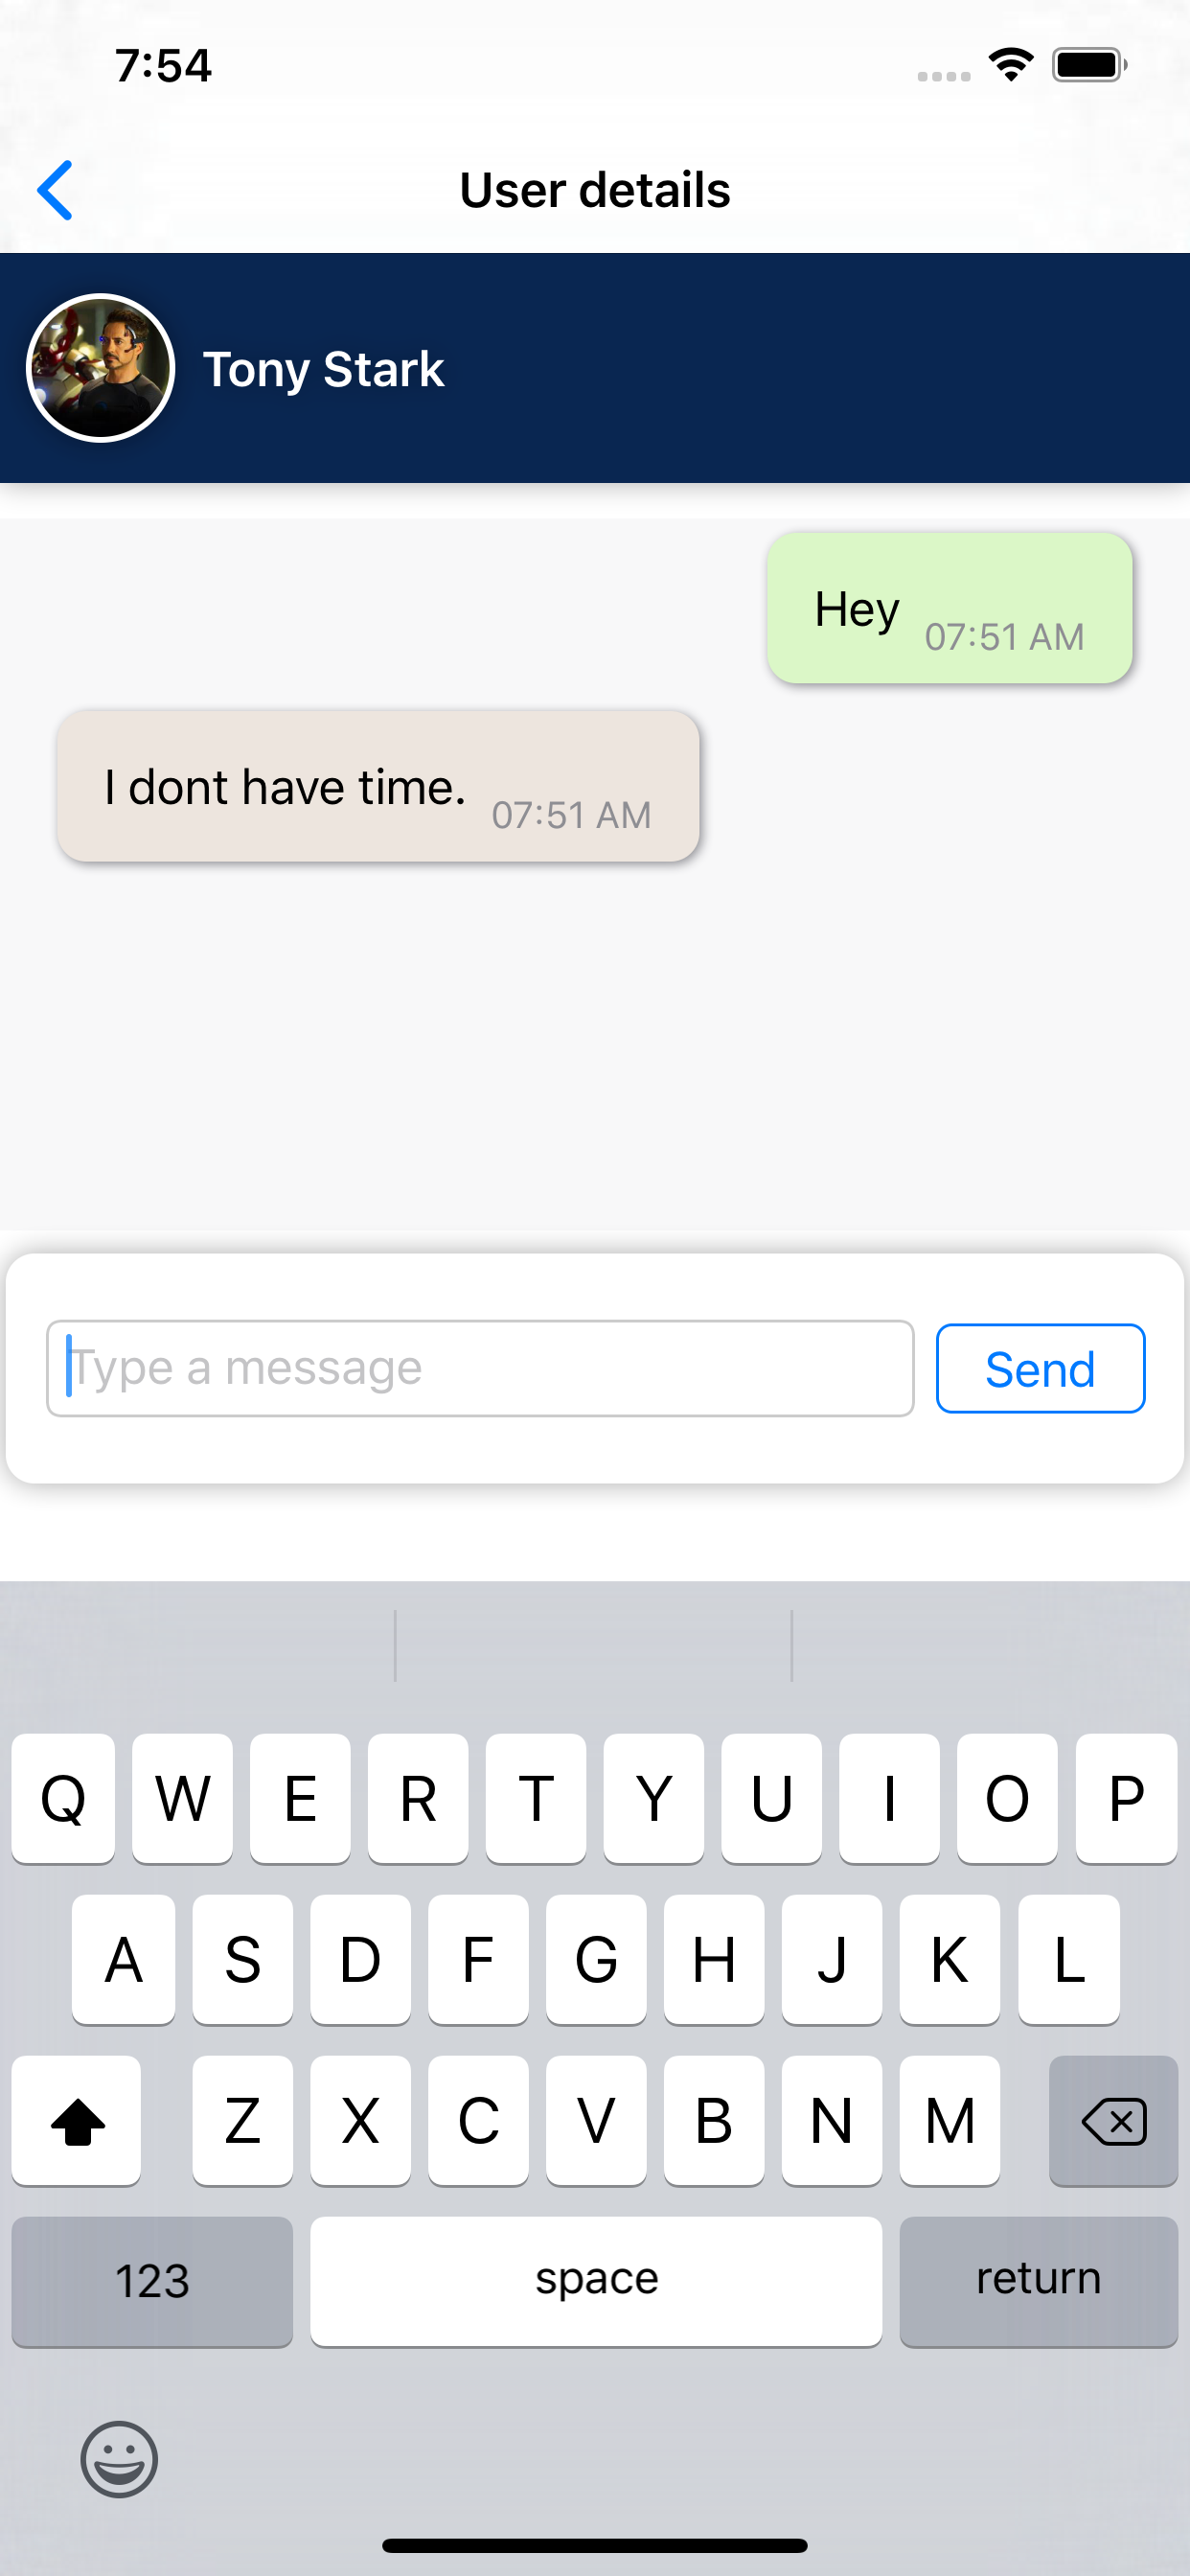 7:54
User details
Tony Stark
Hey 07:51 AM
I dont have time. 07:51 AM
Type a message
Send
Q W E R T Y U I O P
A S D F G H J K L
Z X C V B N M
123 space return